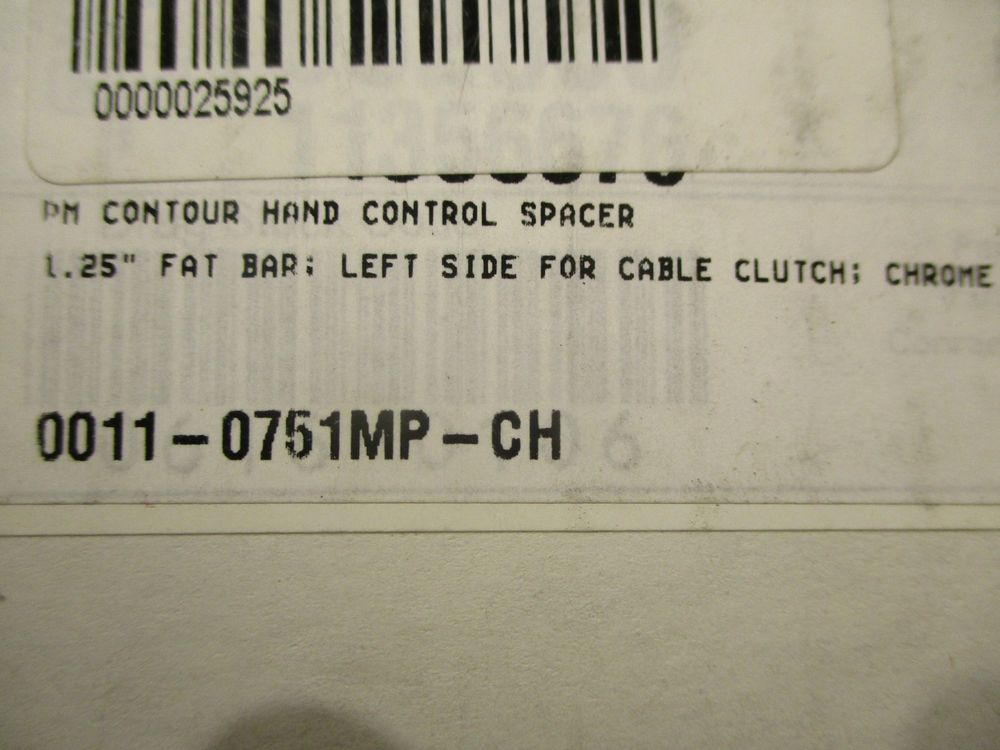 0000025925
PM CONTOUR HAND CONTROL SPACER
1.25" FAT BAR; LEFT SIDE FOR CABLE CLUTCH; CHROME
0011-0751MP-CH